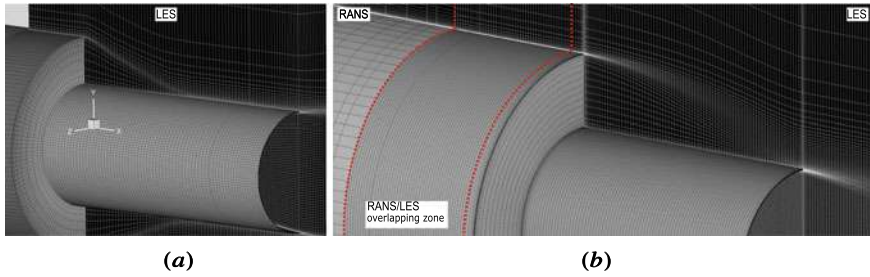 LES
RANS
LES
Y
Z
X
RANS/LES
overlapping zone
(a)
(b)